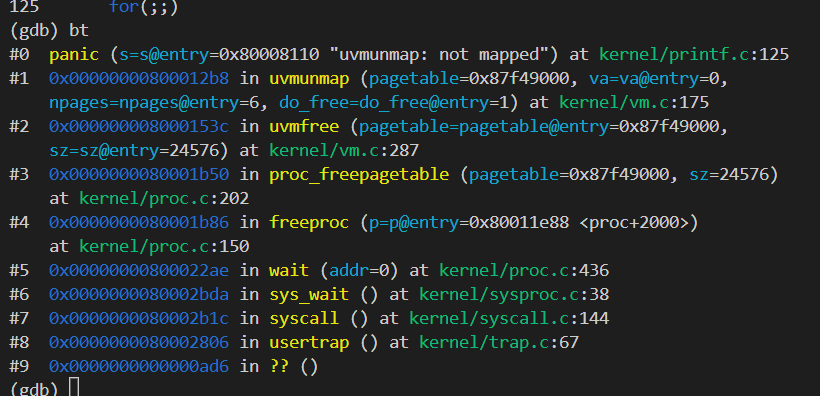 125 for(;;)
(gdb) bt
#0 panic (s=s@entry=0x80008110 "uvmunmap: not mapped") at kernel/printf.c:125
#1 0x00000000800012b8 in uvmunmap (pagetable=0x87f49000, va=va@entry=0,
npages=npages@entry=6, do_free=do_free@entry=1) at kernel/vm.c:175
#2 0x000000008000153c in uvmfree (pagetable=pagetable@entry=0x87f49000,
sz=sz@entry=24576) at kernel/vm.c:287
#3 0x0000000080001b50 in proc_freepagetable (pagetable=0x87f49000, sz=24576)
at kernel/proc.c:202
#4 0x0000000080001b86 in freeproc (p=p@entry=0x80011e88 <proc+2000>)
at kernel/proc.c:150
#5 0x00000000800022ae in wait (addr=0) at kernel/proc.c:436
#6 0x0000000080002bda in sys_wait () at kernel/sysproc.c:38
#7 0x0000000080002b1c in syscall () at kernel/syscall.c:144
#8 0x0000000080002806 in usertrap () at kernel/trap.c:67
#9 0x0000000000000ad6 in ?? ()
(gdb)